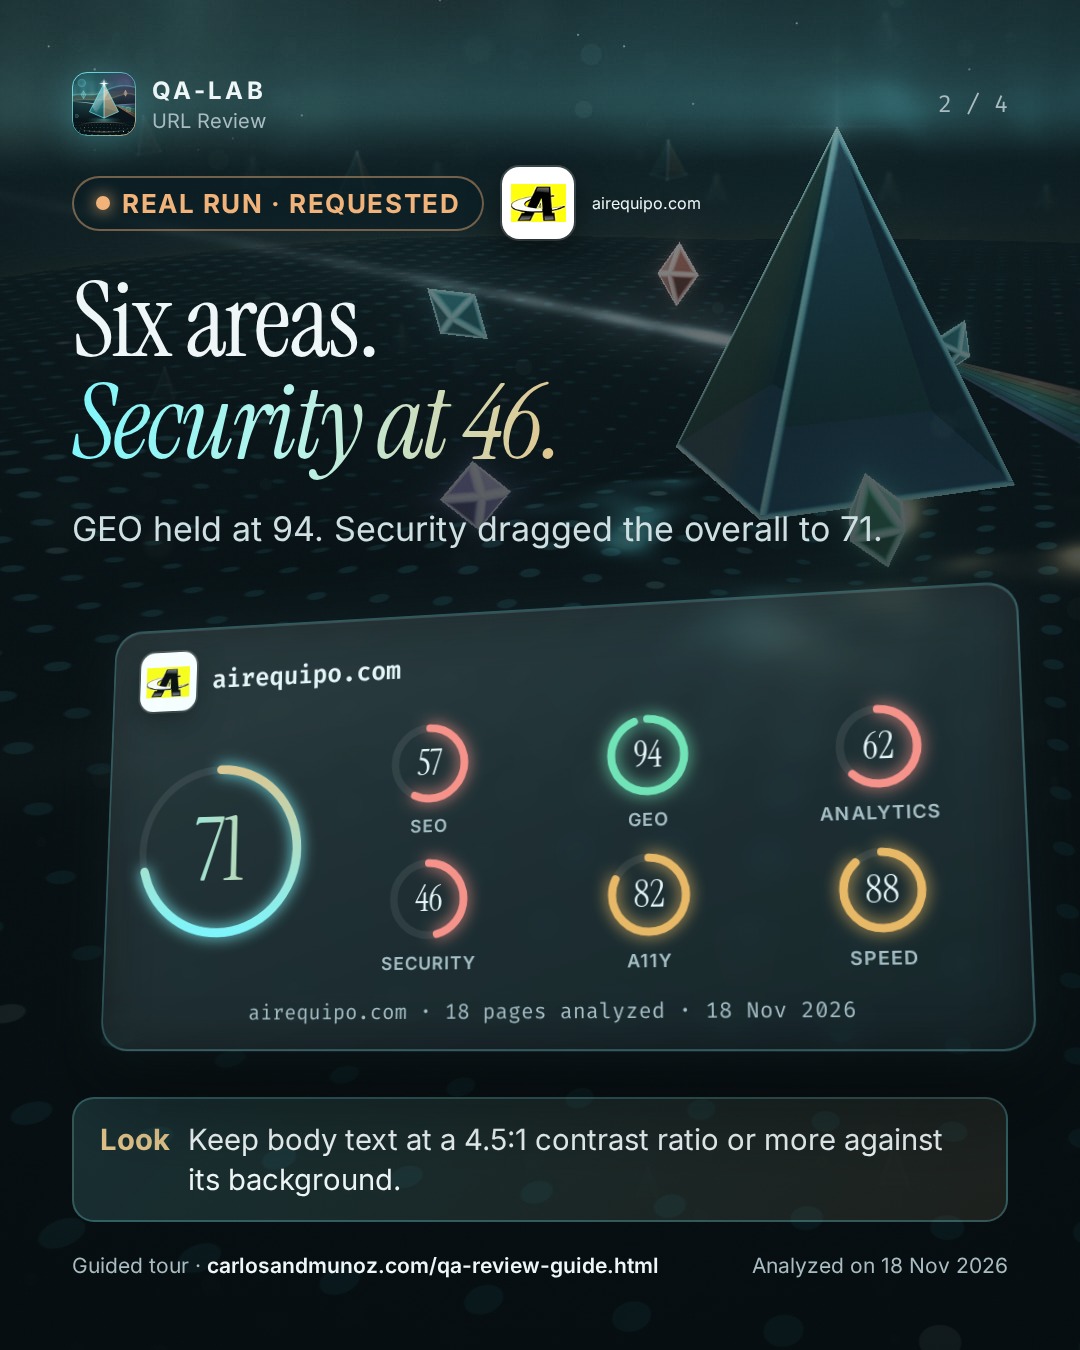 QA-LAB
URL Review
2 / 4
REAL RUN · REQUESTED
A
airequipo.com
Six areas.
Security at 46.
GEO held at 94. Security dragged the overall to 71.
A
airequipo.com
71
57
SEO
94
GEO
62
ANALYTICS
46
SECURITY
82
A11Y
88
SPEED
airequipo.com · 18 pages analyzed · 18 Nov 2026
Look Keep body text at a 4.5:1 contrast ratio or more against
its background.
Guided tour · carlosandmunoz.com/qa-review-guide.html
Analyzed on 18 Nov 2026